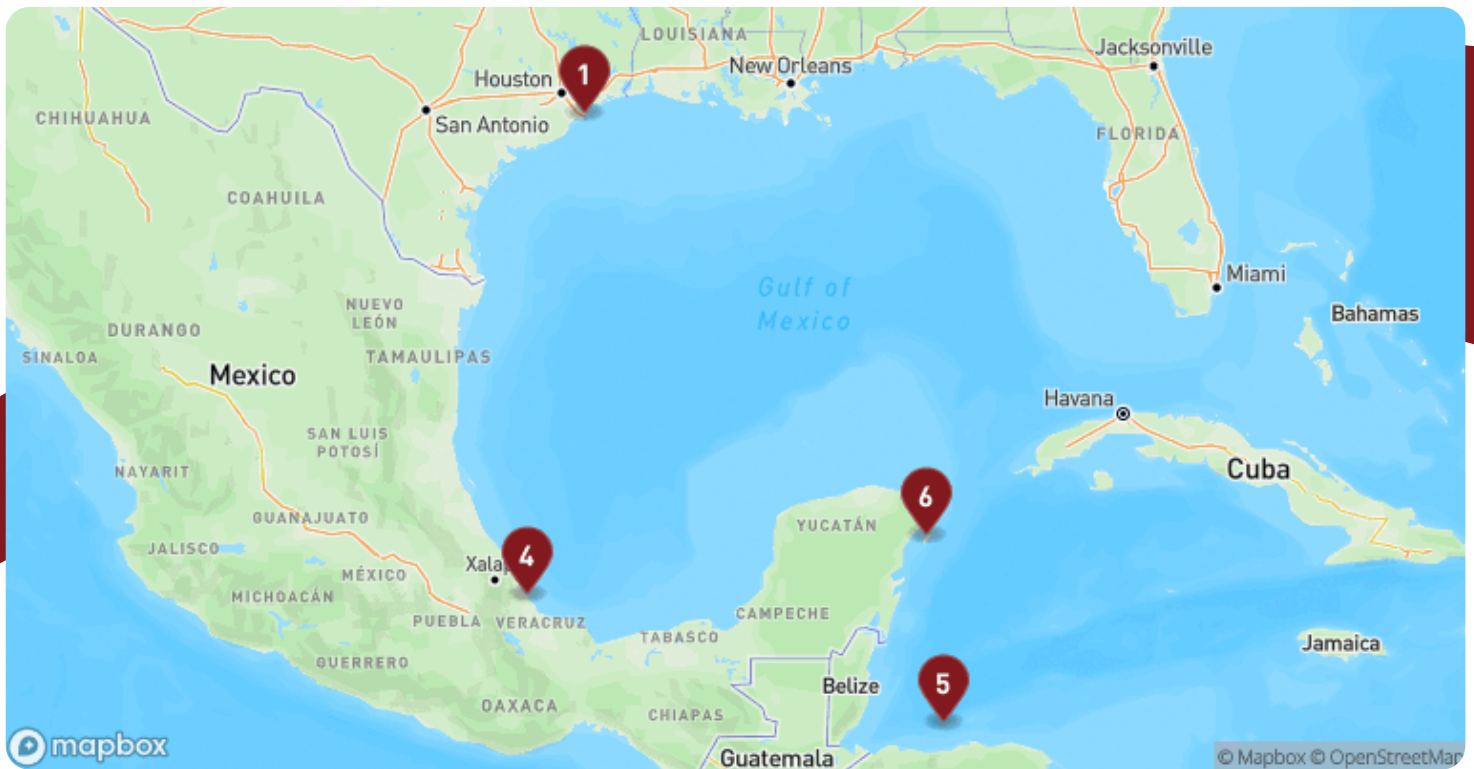 LOUISIANA
Jacksonville
New Orleans
Houston
1
CHIHUAHUA
San Antonio
FLORIDA
COAHUILA
Miami
Gulf of
Mexico
NUEVO
LEÓN
Bahamas
DURANGO
SINALOA
TAMAULIPAS
Mexico
Havana
SAN LUIS
POTOSÍ
NAYARIT
Cuba
6
GUANAJUATO
YUCATÁN
JALISCO
4
Xalap
MÉXICO
MICHOACÁN
CAMPECHE
PUEBLA
VERACRUZ
TABASCO
Jamaica
GUERRERO
5
Belize
OAXACA
CHIAPAS
mapbox
Guatemala
© Mapbox © OpenStreetMap